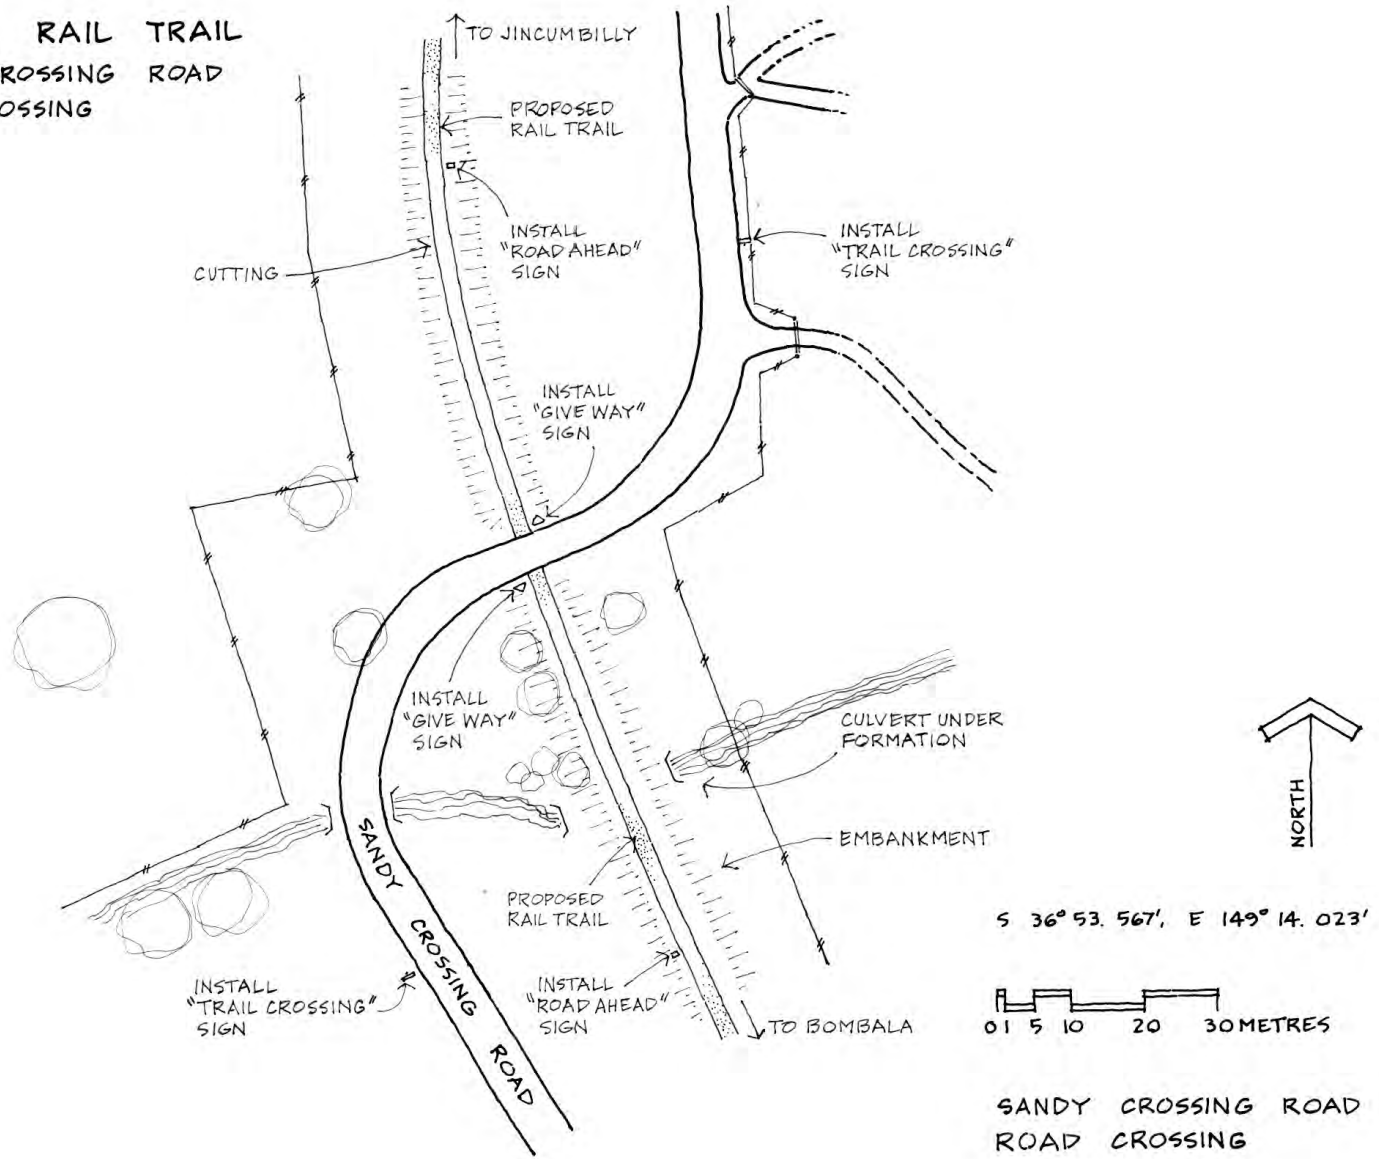 RAIL TRAIL
ROSSING ROAD
OSSING
TO JINCUMBILLY
PROPOSED
RAIL TRAIL
INSTALL
"ROAD AHEAD"
SIGN
INSTALL
"TRAIL CROSSING"
SIGN
CUTTING
INSTALL
"GIVE WAY"
SIGN
INSTALL
"GIVE WAY"
SIGN
CULVERT UNDER
FORMATION
EMBANKMENT
SANDY CROSSING ROAD
PROPOSED
RAIL TRAIL
INSTALL
"TRAIL CROSSING"
SIGN
INSTALL
"ROAD AHEAD"
SIGN
TO BOMBALA
NORTH
S 36° 53. 567', E 149° 14. 023'
0 1 5 10 20 30 METRES
SANDY CROSSING ROAD
ROAD CROSSING